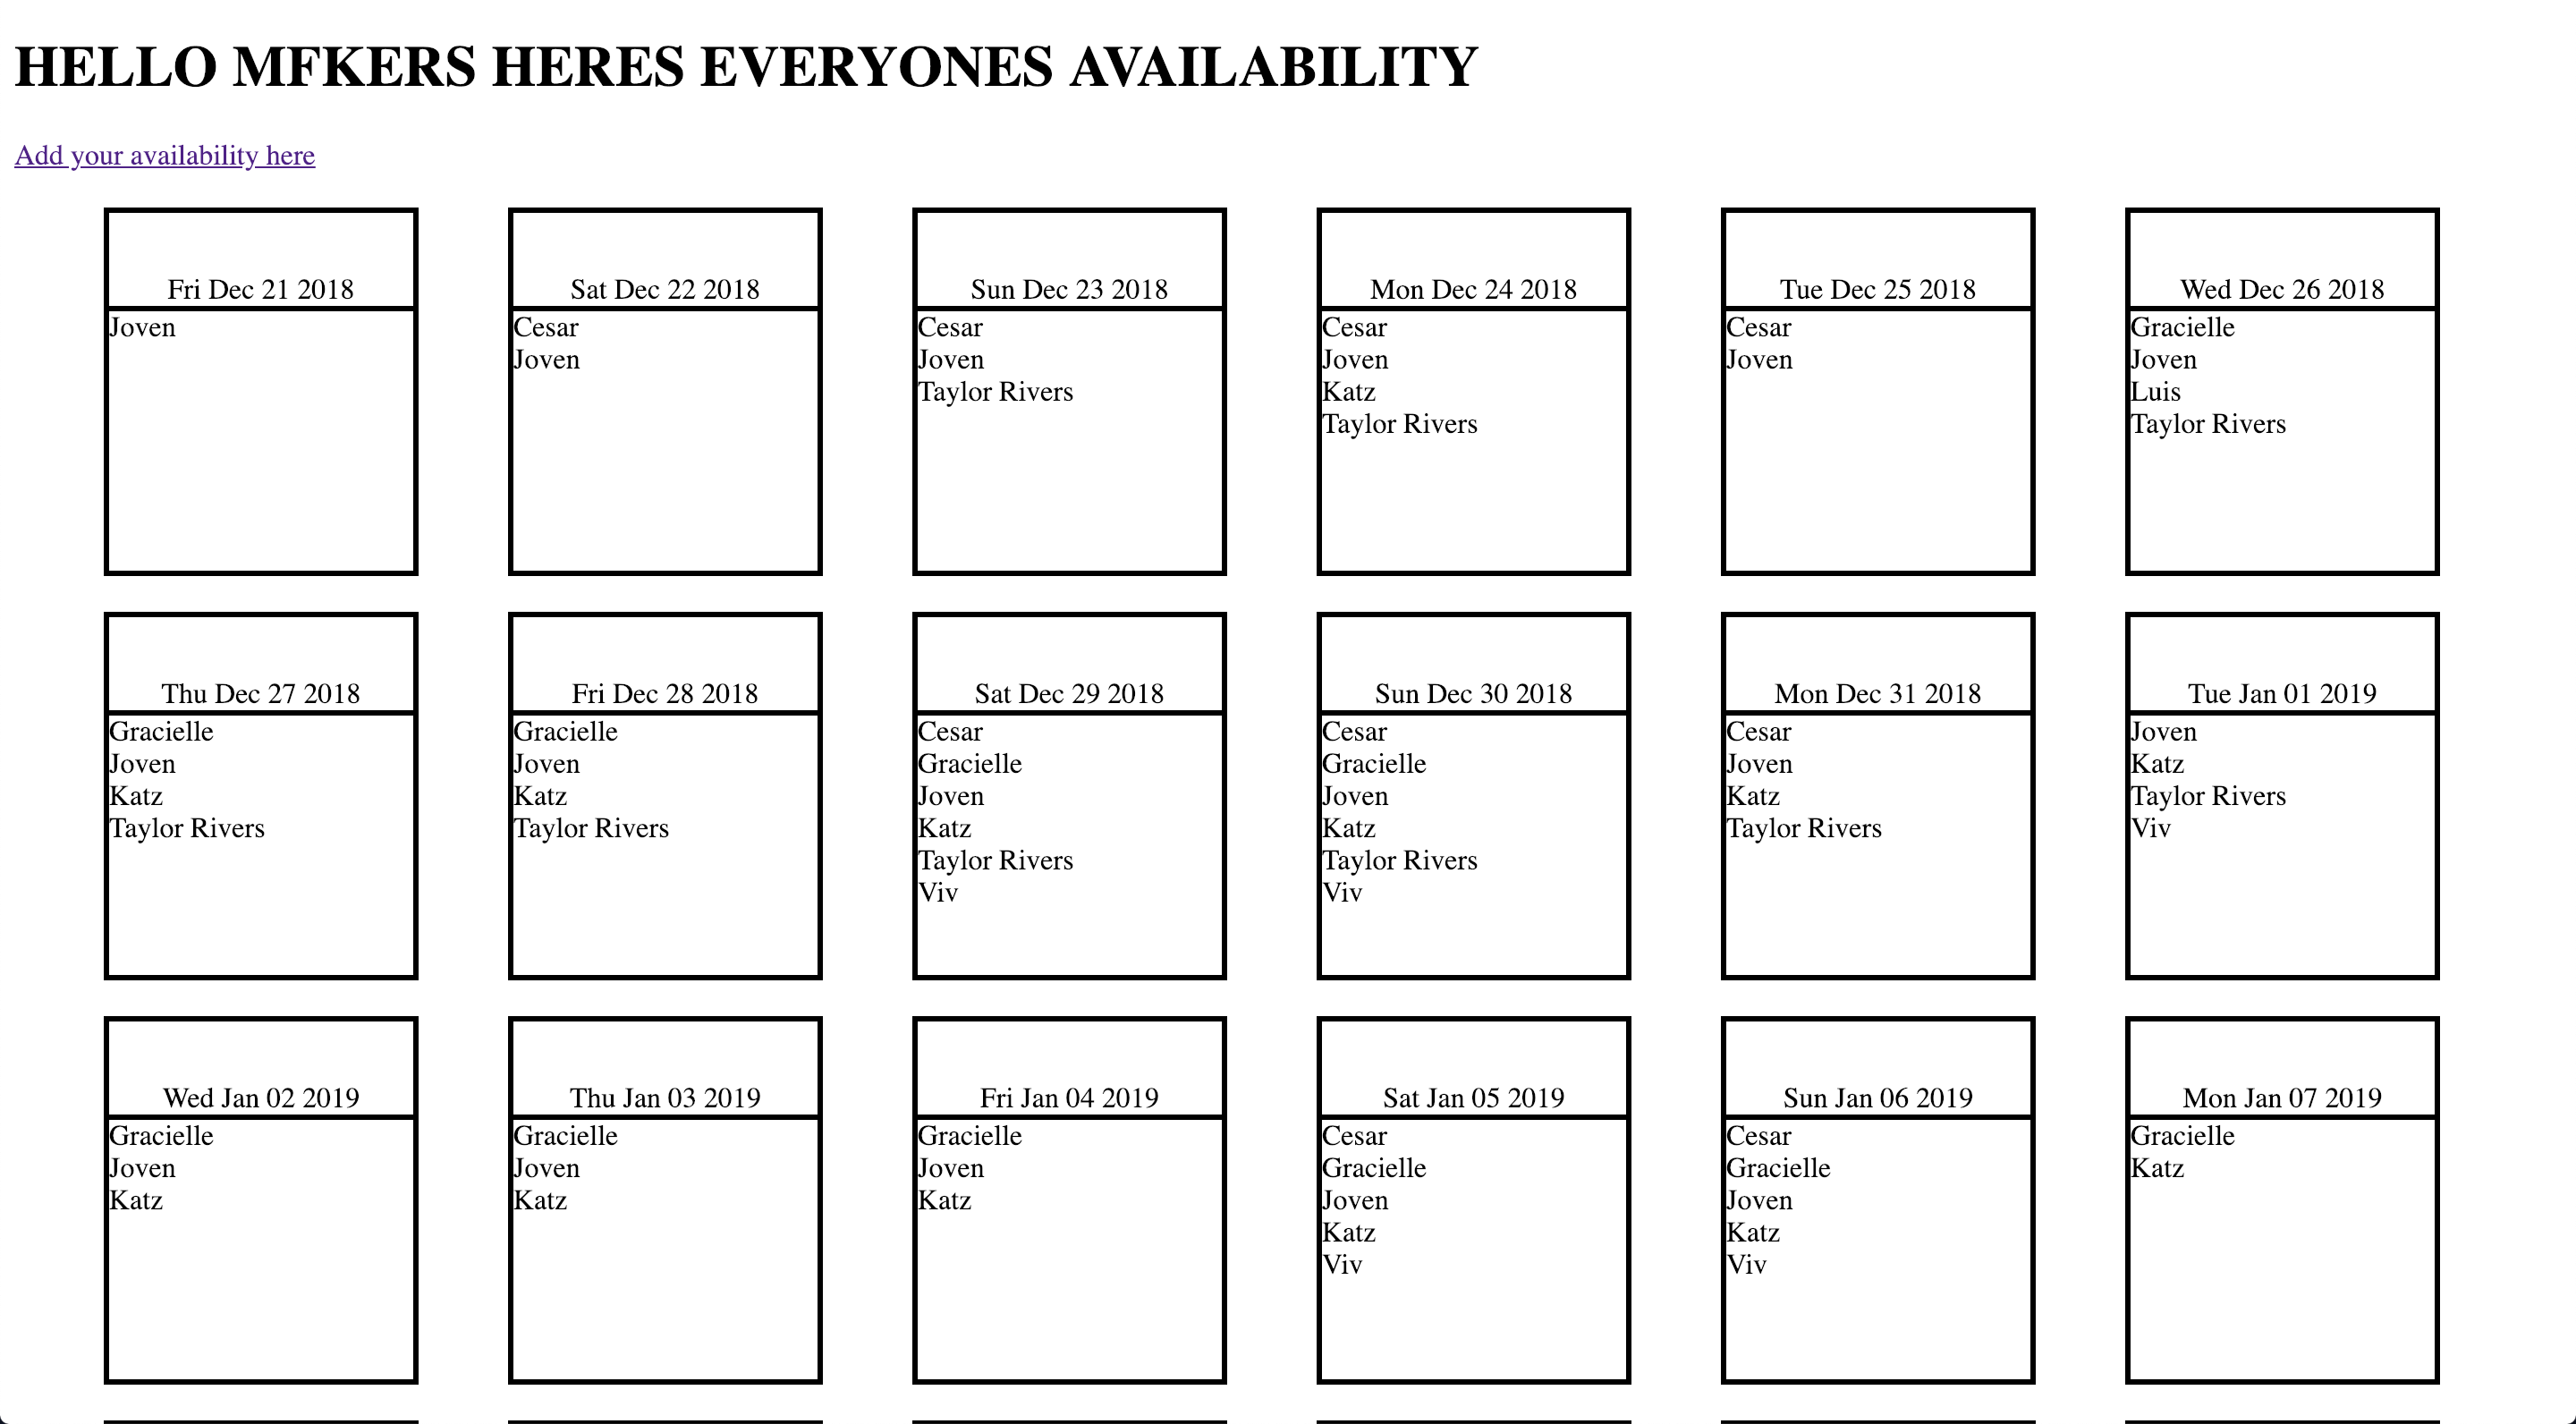 HELLO MFKERS HERES EVERYONES AVAILABILITY
Add your availability here
Fri Dec 21 2018
Joven
Sat Dec 22 2018
Cesar
Joven
Sun Dec 23 2018
Cesar
Joven
Taylor Rivers
Mon Dec 24 2018
Cesar
Joven
Katz
Taylor Rivers
Tue Dec 25 2018
Cesar
Joven
Wed Dec 26 2018
Gracielle
Joven
Luis
Taylor Rivers
Thu Dec 27 2018
Gracielle
Joven
Katz
Taylor Rivers
Fri Dec 28 2018
Gracielle
Joven
Katz
Taylor Rivers
Sat Dec 29 2018
Cesar
Gracielle
Joven
Katz
Taylor Rivers
Viv
Sun Dec 30 2018
Cesar
Gracielle
Joven
Katz
Taylor Rivers
Viv
Mon Dec 31 2018
Cesar
Joven
Katz
Taylor Rivers
Tue Jan 01 2019
Joven
Katz
Taylor Rivers
Viv
Wed Jan 02 2019
Gracielle
Joven
Katz
Thu Jan 03 2019
Gracielle
Joven
Katz
Fri Jan 04 2019
Gracielle
Joven
Katz
Sat Jan 05 2019
Cesar
Gracielle
Joven
Katz
Viv
Sun Jan 06 2019
Cesar
Gracielle
Joven
Katz
Viv
Mon Jan 07 2019
Gracielle
Katz